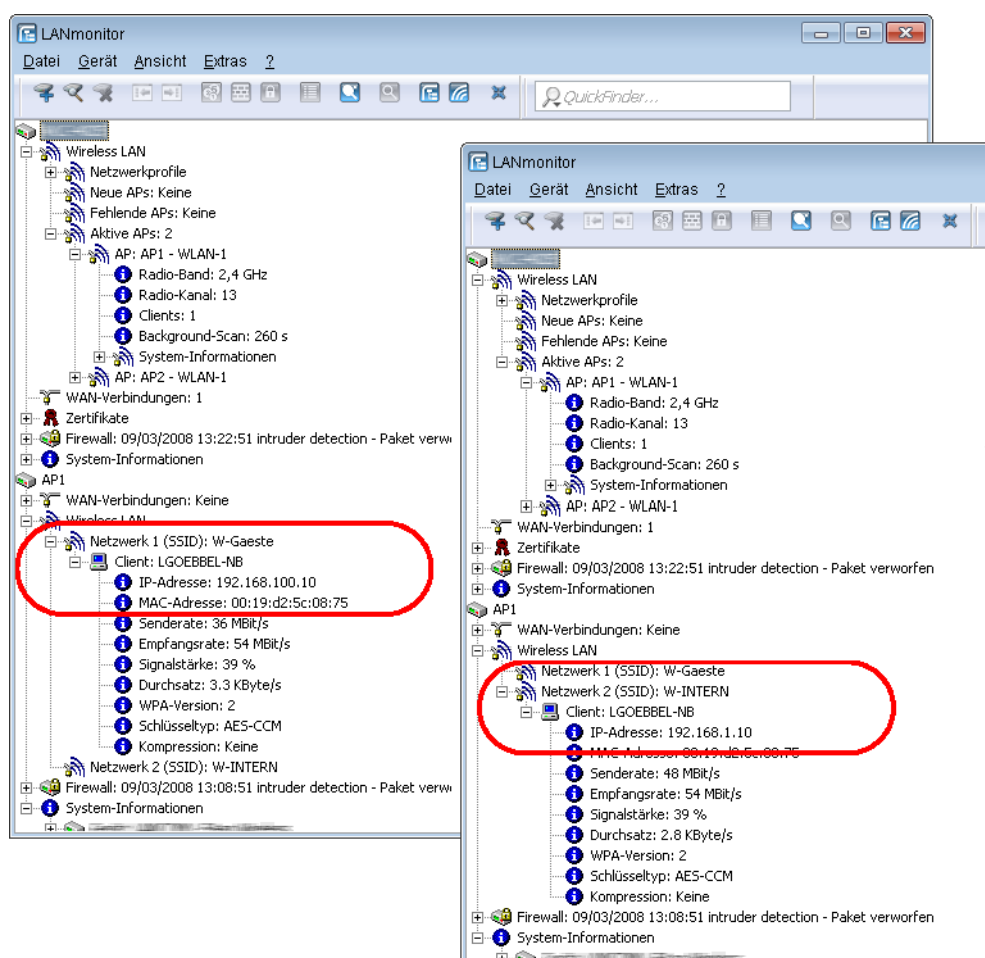 LANmonitor
Datei Gerät Ansicht Extras ?
QuickFinder...
Wireless LAN
Netzwerkprofile
Neue APs: Keine
Fehlende APs: Keine
Aktive APs: 2
AP: AP1 - WLAN-1
Radio-Band: 2,4 GHz
Radio-Kanal: 13
Clients: 1
Background-Scan: 260 s
System-Informationen
AP: AP2 - WLAN-1
WAN-Verbindungen: 1
Zertifikate
Firewall: 09/03/2008 13:22:51 intruder detection - Paket verw
System-Informationen
AP1
WAN-Verbindungen: Keine
Wireless LAN
Netzwerk 1 (SSID): W-Gaeste
Client: LGOEBBEL-NB
IP-Adresse: 192.168.100.10
MAC-Adresse: 00:19:d2:5c:08:75
Senderate: 36 MBit/s
Empfangsrate: 54 MBit/s
Signalstärke: 39 %
Durchsatz: 3.3 KByte/s
WPA-Version: 2
Schlüsseltyp: AES-CCM
Kompression: Keine
Netzwerk 2 (SSID): W-INTERN
Firewall: 09/03/2008 13:08:51 intruder detection - Paket verw
System-Informationen
LANmonitor
Datei Gerät Ansicht Extras ?
Wireless LAN
Netzwerkprofile
Neue APs: Keine
Fehlende APs: Keine
Aktive APs: 2
AP: AP1 - WLAN-1
Radio-Band: 2,4 GHz
Radio-Kanal: 13
Clients: 1
Background-Scan: 260 s
System-Informationen
AP: AP2 - WLAN-1
WAN-Verbindungen: 1
Zertifikate
Firewall: 09/03/2008 13:22:51 intruder detection - Paket verworfen
System-Informationen
AP1
WAN-Verbindungen: Keine
Wireless LAN
Netzwerk 1 (SSID): W-Gaeste
Netzwerk 2 (SSID): W-INTERN
Client: LGOEBBEL-NB
IP-Adresse: 192.168.1.10
MAC-Adresse: 00:19:d2:5c:08:75
Senderate: 48 MBit/s
Empfangsrate: 54 MBit/s
Signalstärke: 39 %
Durchsatz: 2.8 KByte/s
WPA-Version: 2
Schlüsseltyp: AES-CCM
Kompression: Keine
Firewall: 09/03/2008 13:08:51 intruder detection - Paket verworfen
System-Informationen